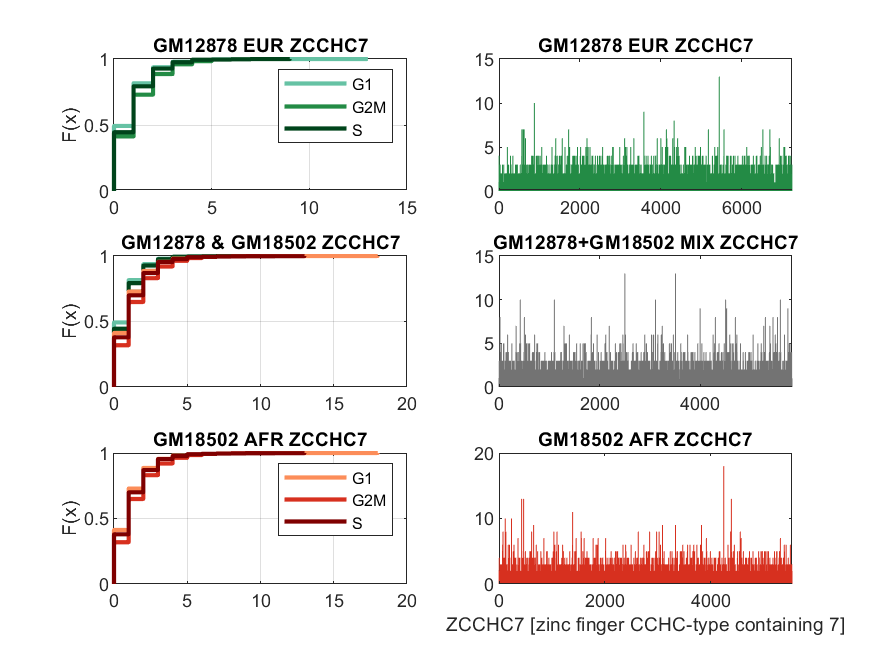 GM12878 EUR ZCCHC7
F(x)
1
0.5
0
0 5 10 15
G1
G2M
S
GM12878 EUR ZCCHC7
15
10
5
0
0 2000 4000 6000
GM12878 & GM18502 ZCCHC7
F(x)
1
0.5
0
0 5 10 15 20
GM12878+GM18502 MIX ZCCHC7
15
10
5
0
0 2000 4000
GM18502 AFR ZCCHC7
F(x)
1
0.5
0
0 5 10 15 20
G1
G2M
S
GM18502 AFR ZCCHC7
20
10
0
0 2000 4000
ZCCHC7 [zinc finger CCHC-type containing 7]